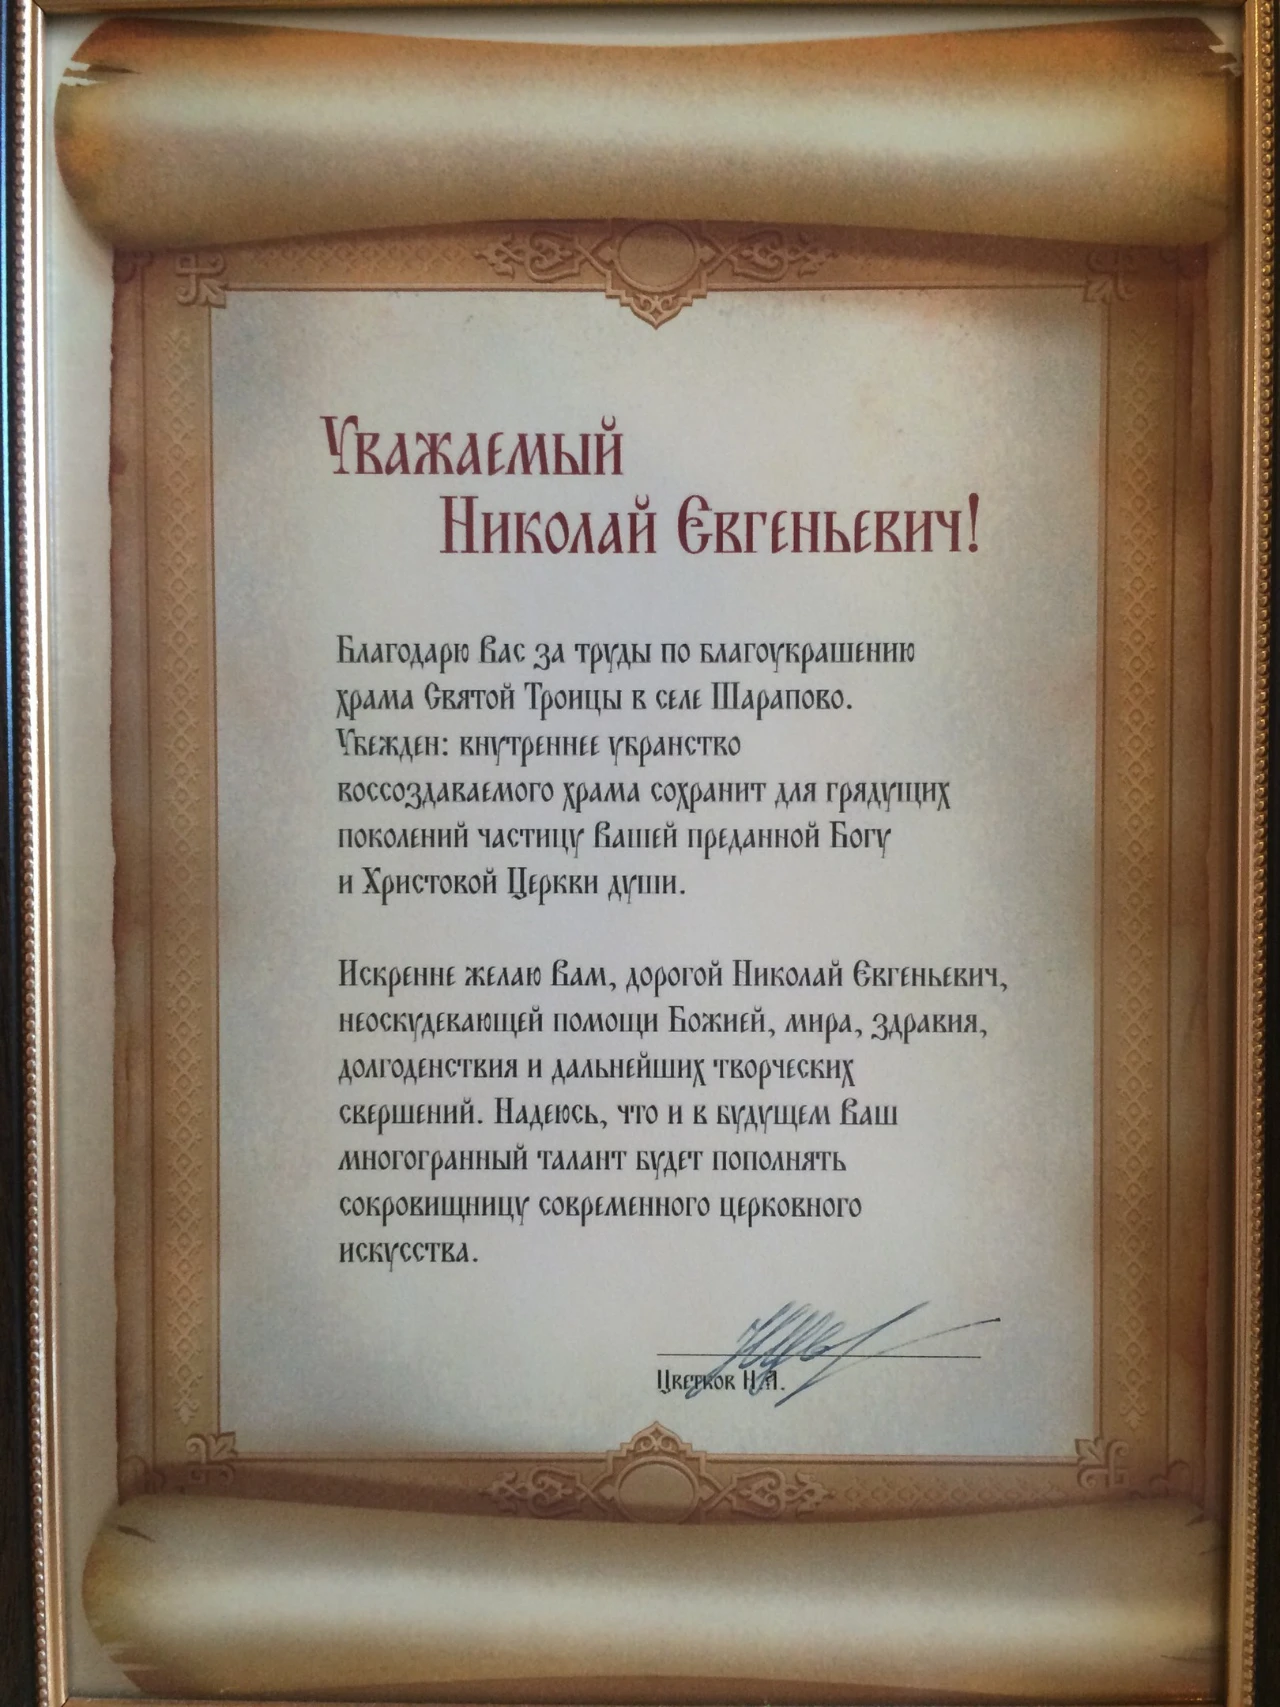 Уважаемый
Николай Евгеньевич!
Благодарю Вас за труды по благоукрашению
храма Святой Троицы в селе Шарапово.
Убежден: внутреннее убранство
воссоздаваемого храма сохранит для грядущих
поколений частицу Вашей преданной Богу
и Христовой Церкви души.
Искренне желаю Вам, дорогой Николай Евгеньевич,
неоскудевающей помощи Божией, мира, здравия,
долгоденствия и дальнейших творческих
свершений. Надеюсь, что и в будущем Ваш
многогранный талант будет пополнять
сокровищницу современного церковного
искусства.
Цветков Н.А.